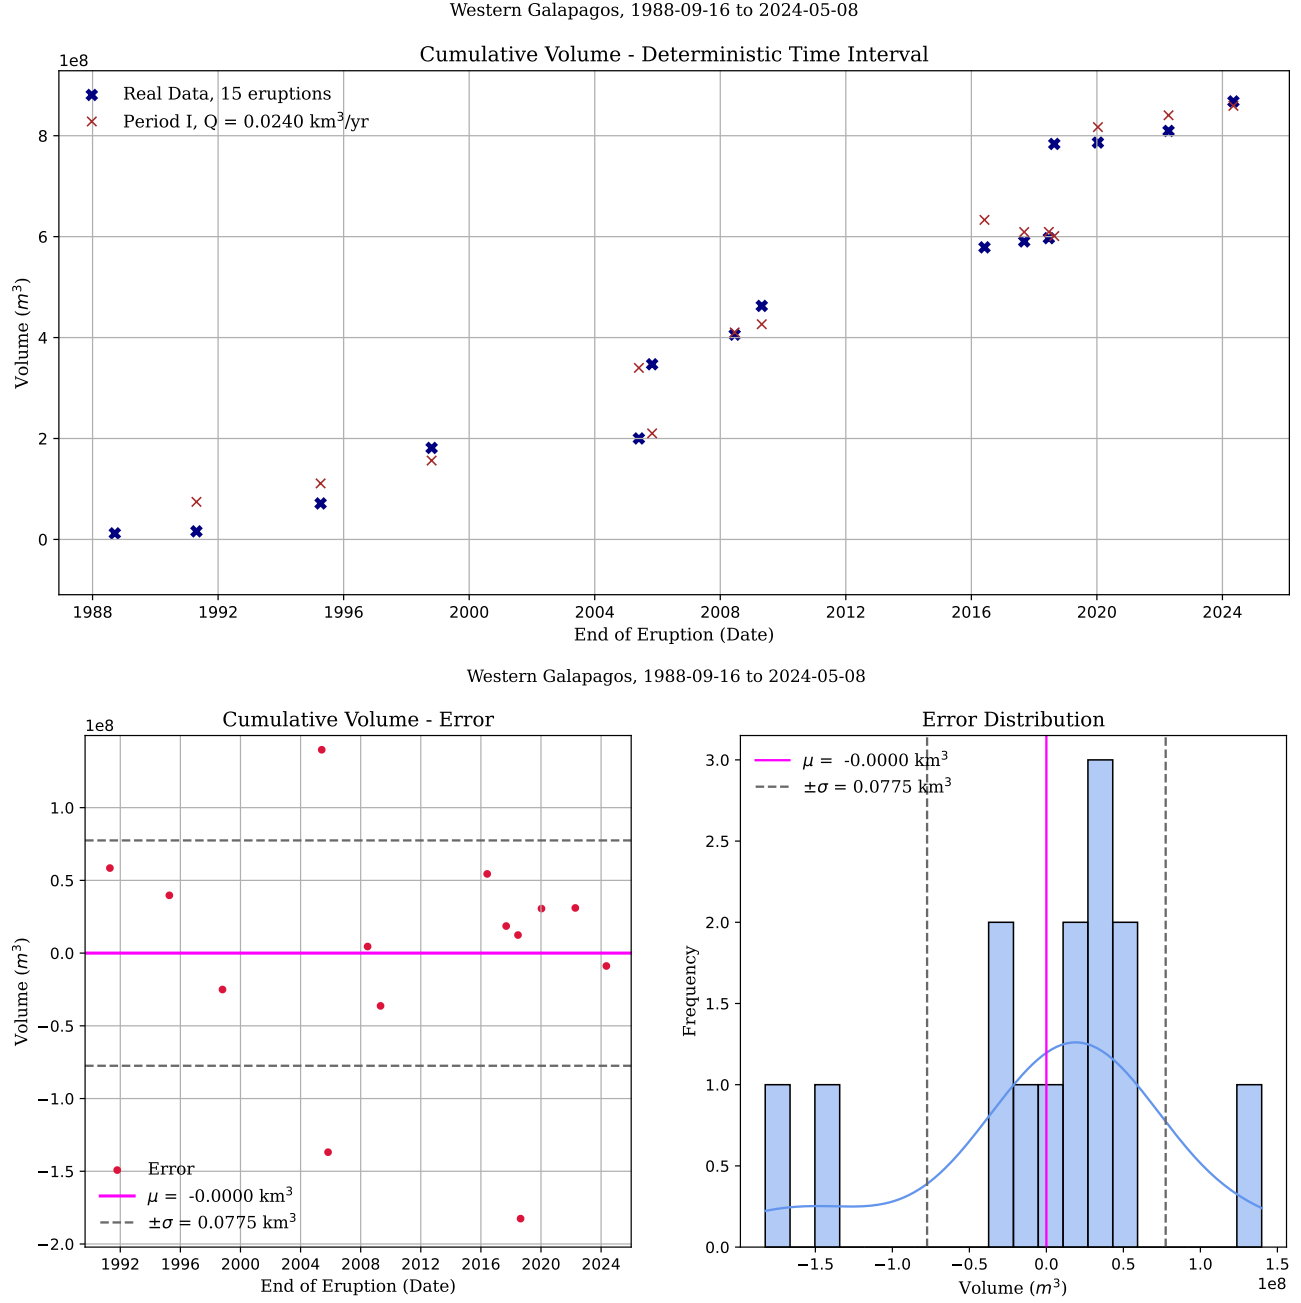 Western Galapagos, 1988-09-16 to 2024-05-08
Cumulative Volume - Deterministic Time Interval
1e8
Real Data, 15 eruptions
Period I, Q = 0.0240 km³/yr
8
6
4
2
0
Volume (m³)
1988 1992 1996 2000 2004 2008 2012 2016 2020 2024
End of Eruption (Date)
Western Galapagos, 1988-09-16 to 2024-05-08
Cumulative Volume - Error
1e8
1.0
0.5
0.0
−0.5
−1.0
−1.5
−2.0
Volume (m³)
Error
μ = -0.0000 km³
±σ = 0.0775 km³
1992 1996 2000 2004 2008 2012 2016 2020 2024
End of Eruption (Date)
Error Distribution
μ = -0.0000 km³
±σ = 0.0775 km³
3.0
2.5
2.0
1.5
1.0
0.5
0.0
Frequency
−1.5 −1.0 −0.5 0.0 0.5 1.0 1.5
1e8
Volume (m³)